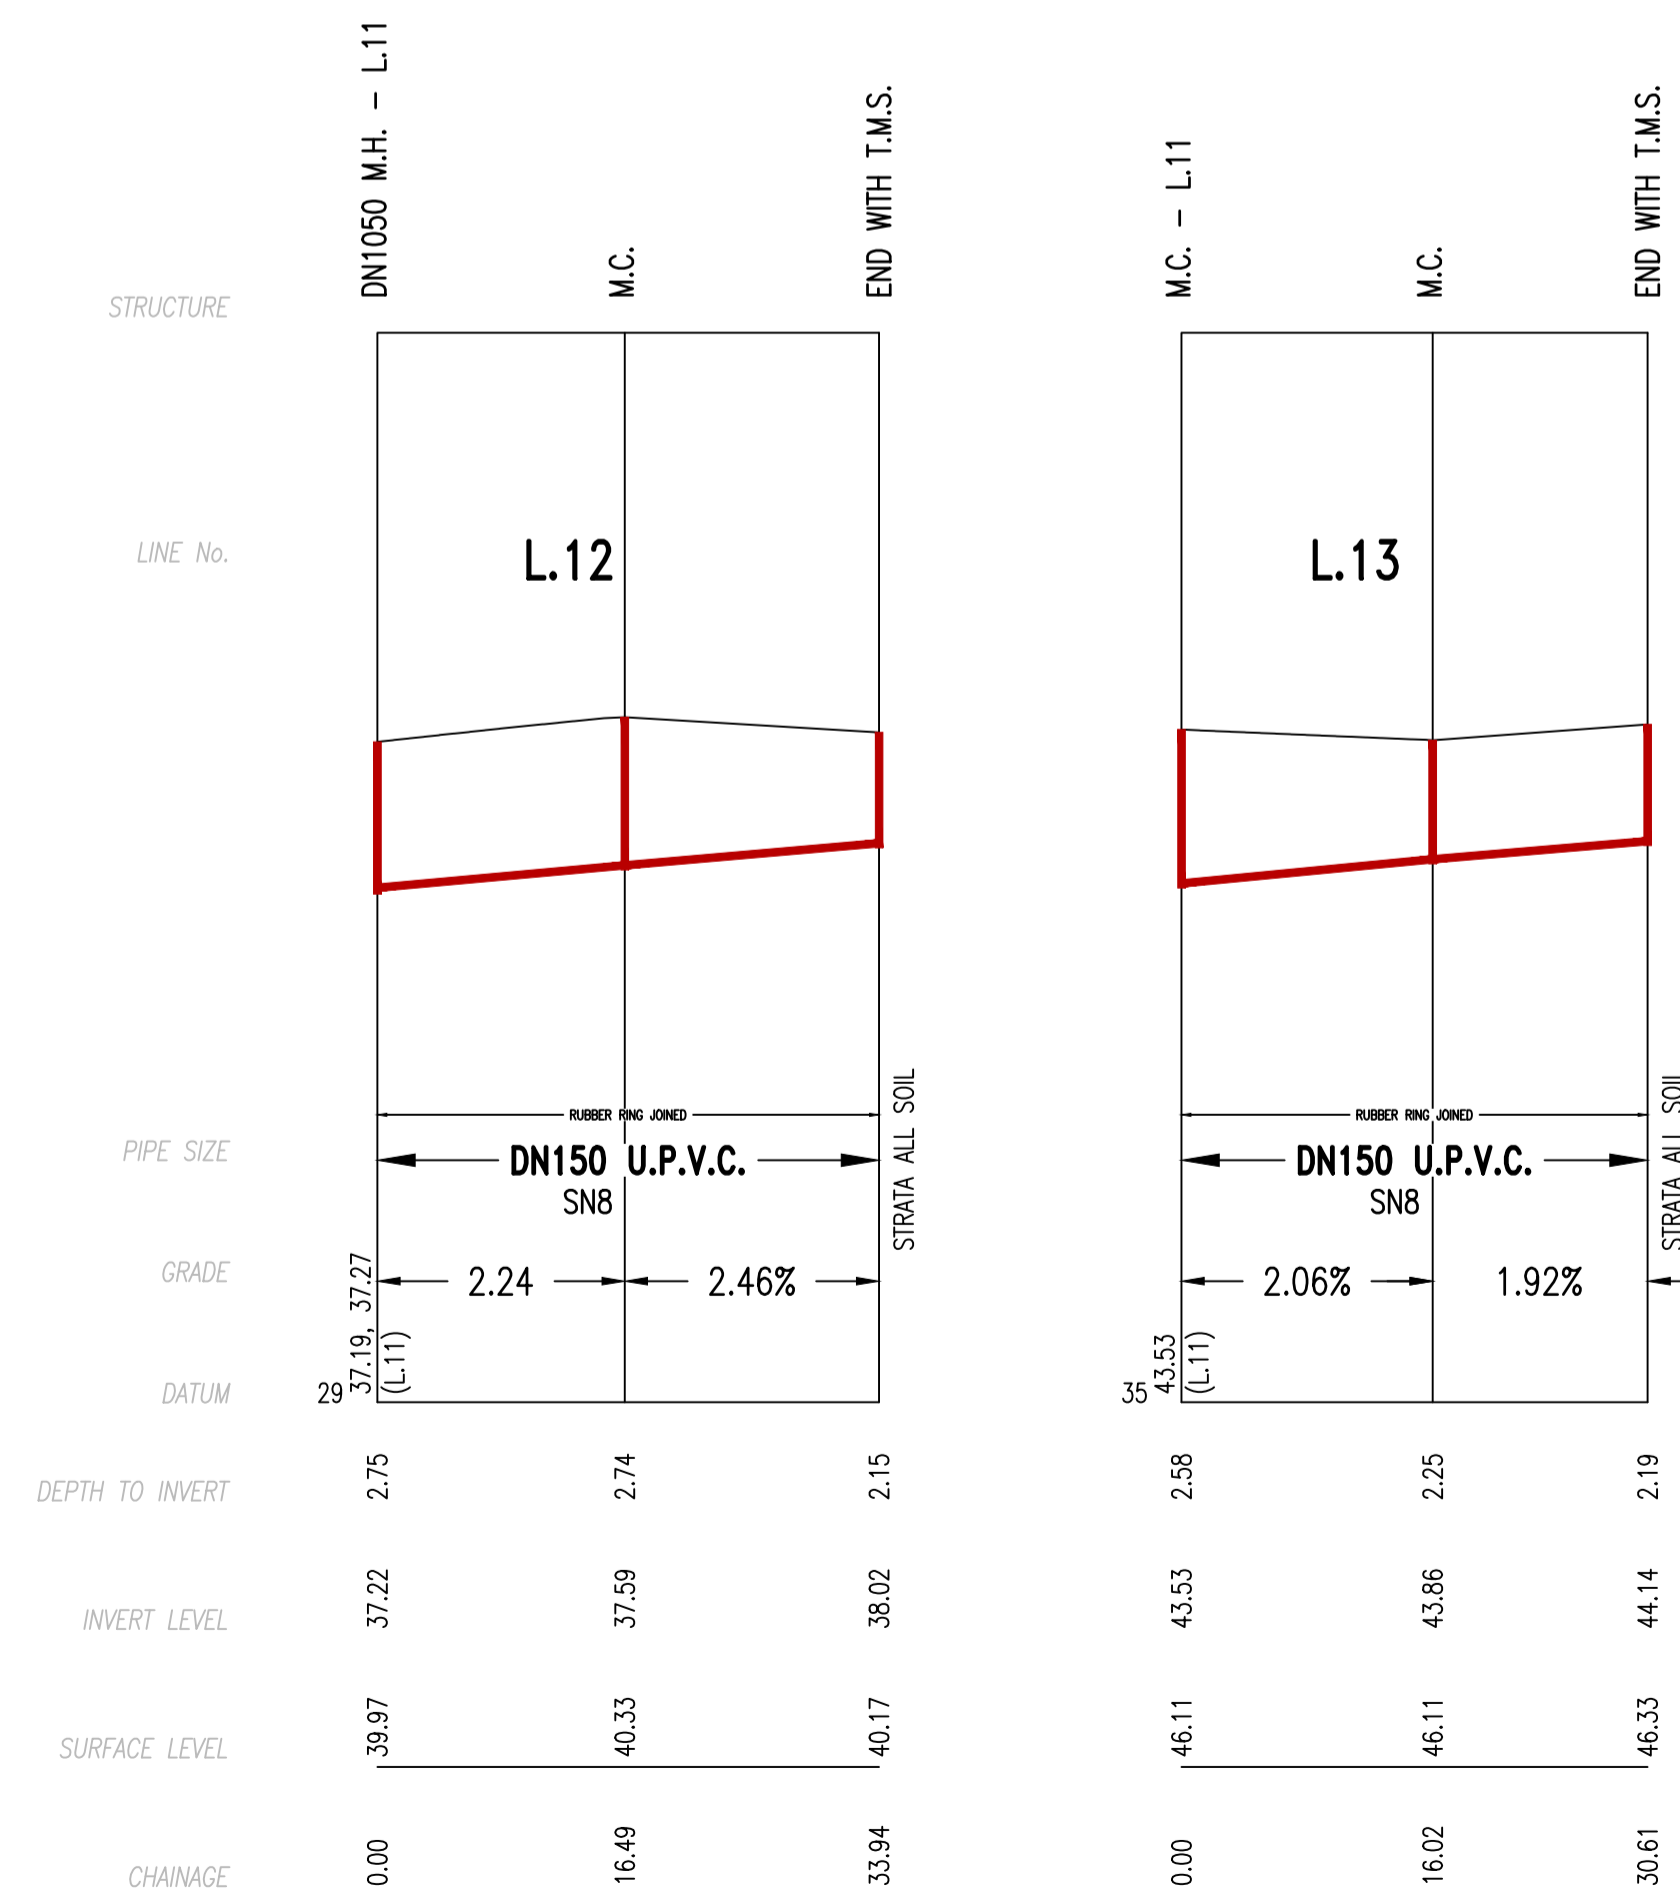 DN1050 M.H. - L.11
M.C.
END WITH T.M.S.
M.C. - L.11
M.C.
END WITH T.M.S.
STRUCTURE
LINE No.
L.12
L.13
RUBBER RING JOINED
RUBBER RING JOINED
PIPE SIZE
DN150 U.P.V.C.
DN150 U.P.V.C.
SN8
SN8
STRATA ALL SOIL
STRATA ALL SOIL
GRADE
2.24
2.46%
2.06%
1.92%
37.19, 37.27
(L.11)
43.53
(L.11)
DATUM
29
35
DEPTH TO INVERT
2.75
2.74
2.15
2.58
2.25
2.19
INVERT LEVEL
37.22
37.59
38.02
43.53
43.86
44.14
SURFACE LEVEL
39.97
40.33
40.17
46.11
46.11
46.33
CHAINAGE
0.00
16.49
33.94
0.00
16.02
30.61